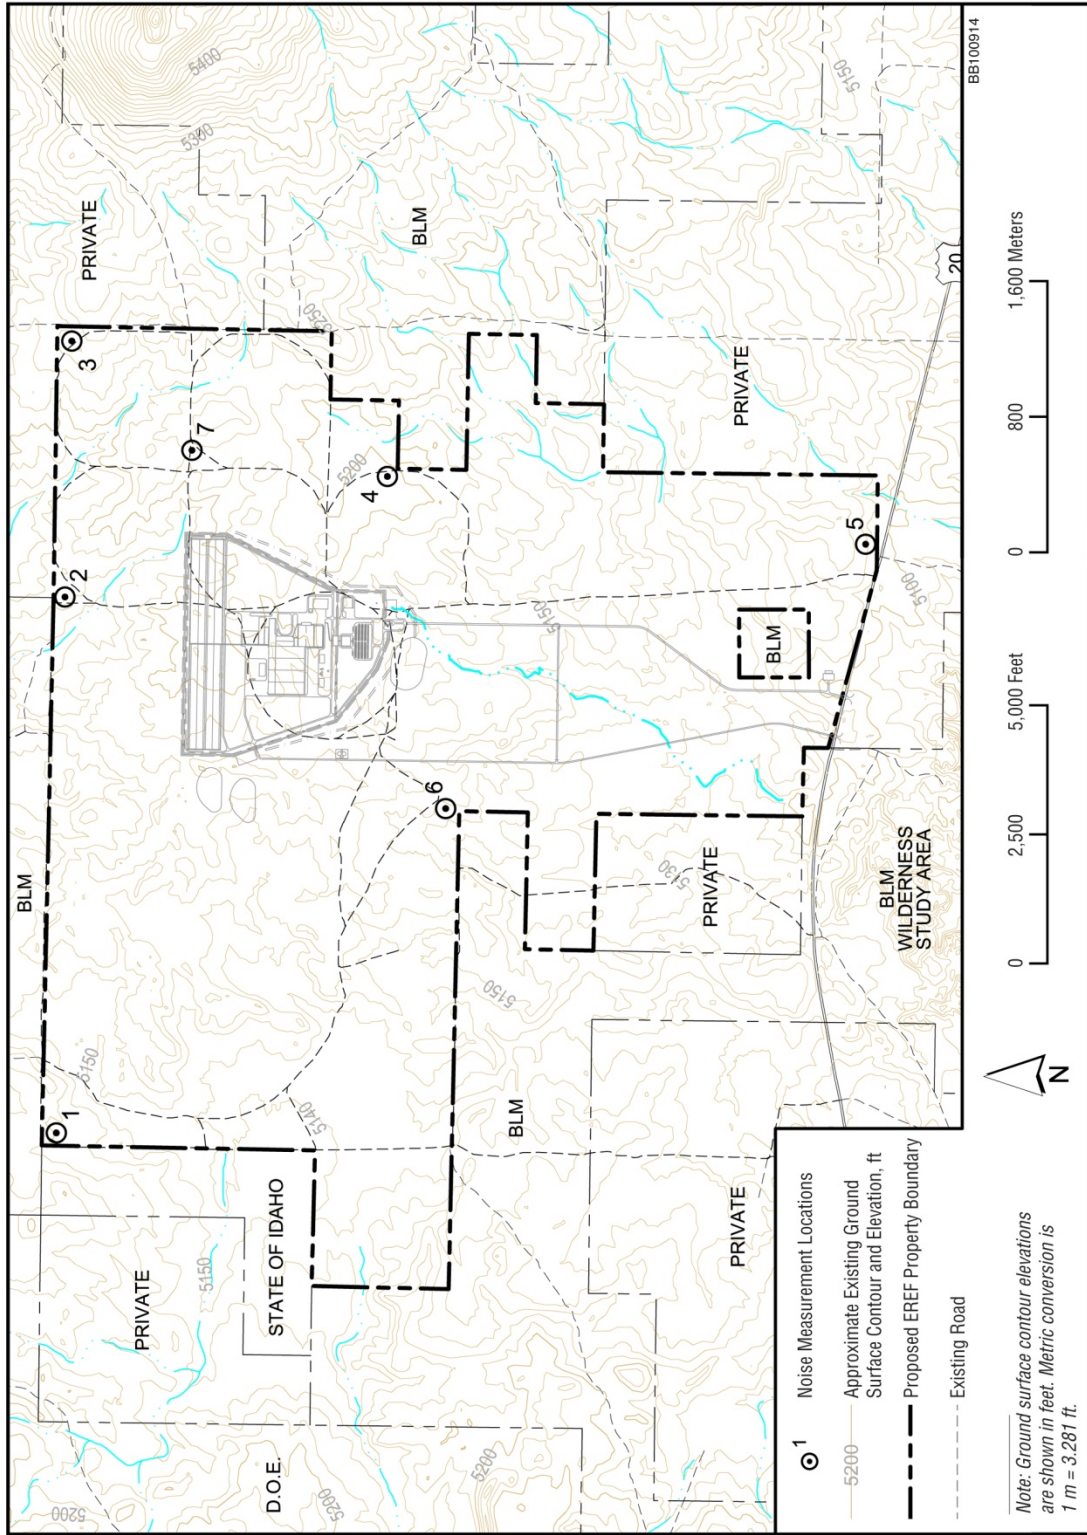 BLM
5200
1
5150
2
3
PRIVATE
PRIVATE
5150
7
5300
5400
D.O.E.
STATE OF IDAHO
5140
5250
5200
5200
4
BLM
6
5200
5150
BLM
5150
5130
PRIVATE
PRIVATE
PRIVATE
BLM
5
5150
BLM
WILDERNESS
STUDY AREA
5100
20
1 Noise Measurement Locations
5200 Approximate Existing Ground
Surface Contour and Elevation, ft
Proposed EREF Property Boundary
Existing Road
Note: Ground surface contour elevations
are shown in feet. Metric conversion is
1 m = 3.281 ft.
N
0 2,500 5,000 Feet
0 800 1,600 Meters
BB100914